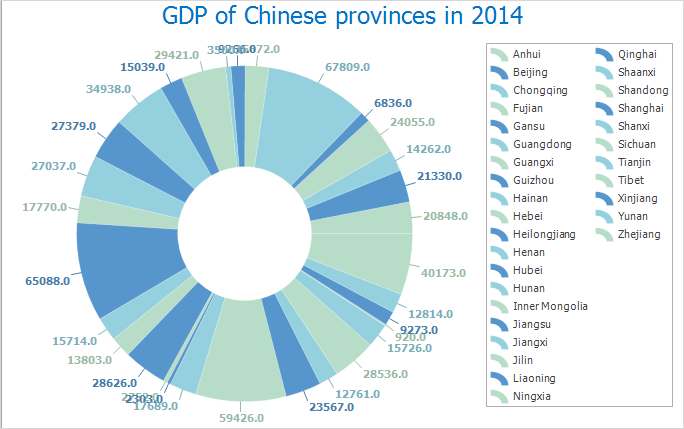 GDP of Chinese provinces in 2014
67809.0
6836.0
24055.0
14262.0
21330.0
20848.0
40173.0
12814.0
920.0
9273.0
15726.0
28536.0
12761.0
23567.0
59426.0
17689.0
2303.0
28626.0
13803.0
15714.0
65088.0
17770.0
27037.0
27379.0
34938.0
15039.0
29421.0
Anhui
Beijing
Chongqing
Fujian
Gansu
Guangdong
Guangxi
Guizhou
Hainan
Hebei
Heilongjiang
Henan
Hubei
Hunan
Inner Mongolia
Jiangsu
Jiangxi
Jilin
Liaoning
Ningxia
Qinghai
Shaanxi
Shandong
Shanghai
Shanxi
Sichuan
Tianjin
Tibet
Xinjiang
Yunan
Zhejiang